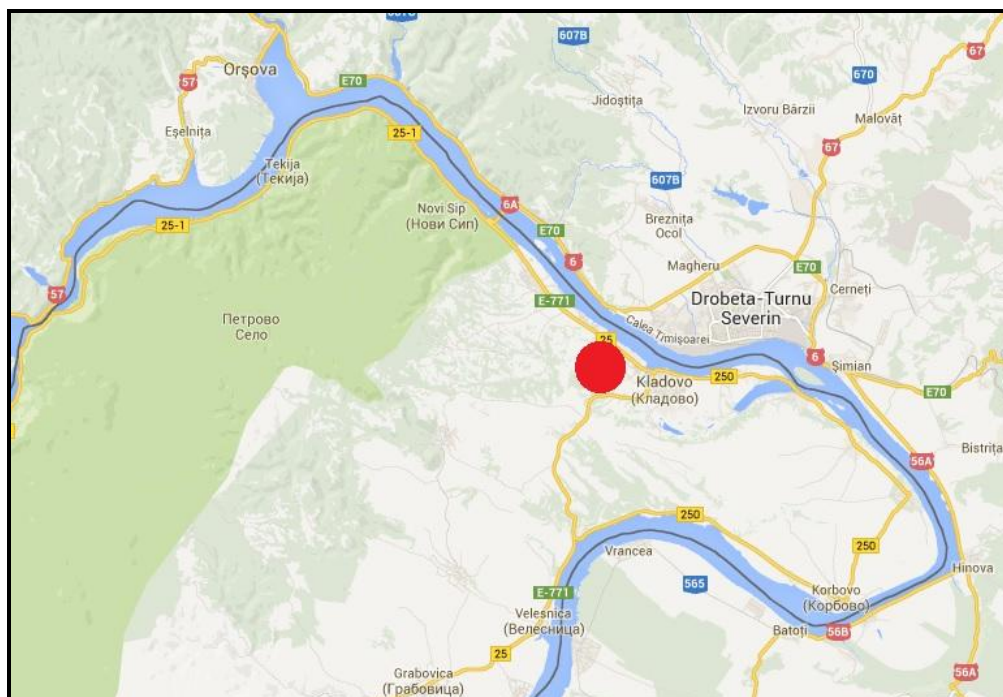 607C
607B
67
Orşova
57
E70
670
Jidoştiţa
Izvoru Bârzii
Malovăţ
Eşelniţa
25-1
67
Tekija
(Текија)
607B
6A
Novi Sip
(Нови Сип)
Brezniţa
Ocol
25-1
E70
6
Magheru
E70
57
Cerneţi
E-771
Drobeta-Turnu
Severin
Петрово
Село
Calea Timişoarei
25
6
Şimian
Kladovo
(Кладово)
250
E70
Bistriţa
56A
250
Vrancea
250
565
Hinova
E-771
Korbovo
(Корбово)
Velesnica
(Велесница)
Batoţi
56B
25
Grabovica
(Грабовица)
56A